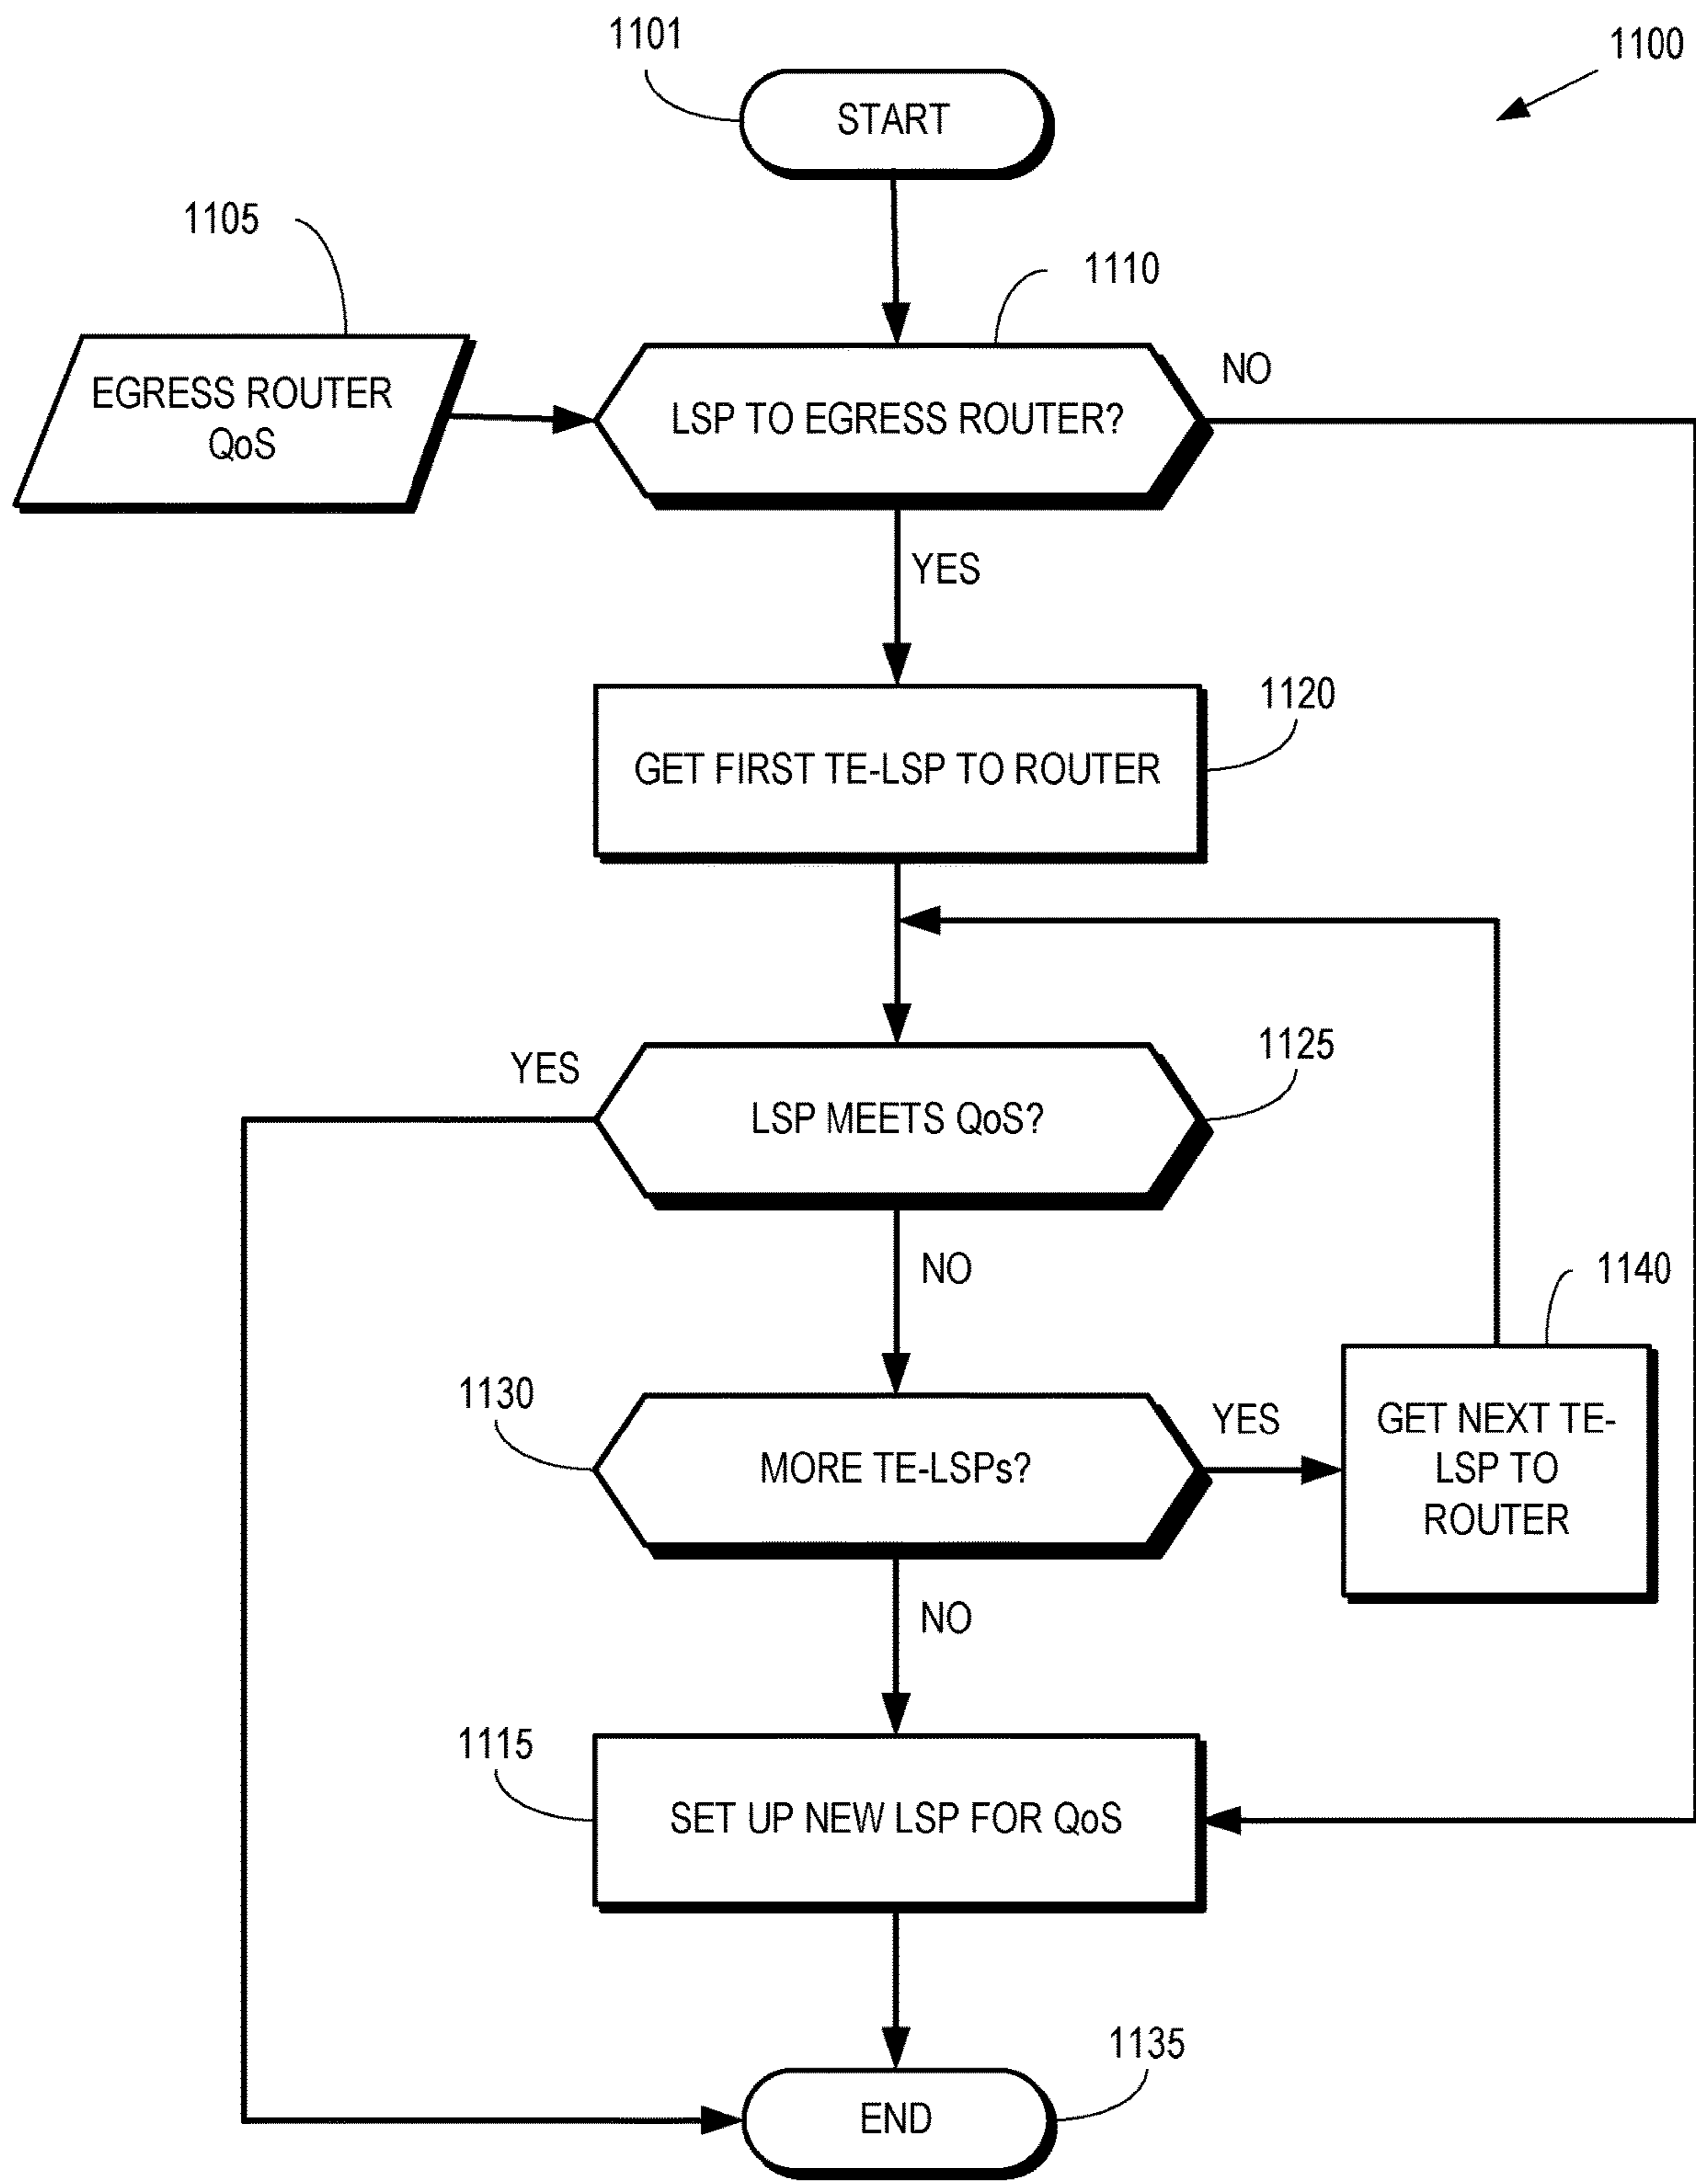 1101
1100
START
1105
1110
EGRESS ROUTER
QoS
LSP TO EGRESS ROUTER?
NO
YES
1120
GET FIRST TE-LSP TO ROUTER
1125
YES
LSP MEETS QoS?
NO
1140
1130
MORE TE-LSPs?
YES
GET NEXT TE-
LSP TO
ROUTER
NO
1115
SET UP NEW LSP FOR QoS
1135
END